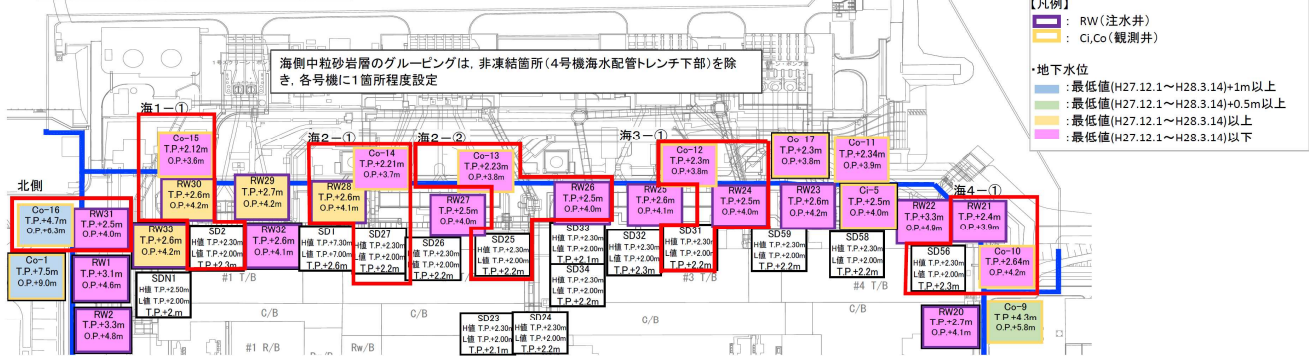 【凡例】
: RW(注水井)
: Ci,Co(観測井)
・地下水位
:最低値(H27.12.1～H28.3.14)+1m以上
:最低値(H27.12.1～H28.3.14)+0.5m以上
:最低値(H27.12.1～H28.3.14)以上
:最低値(H27.12.1～H28.3.14)以下
海側中粒砂岩層のグルーピングは，非凍結箇所(4号機海水配管トレンチ下部)を除
き，各号機に1箇所程度設定
海1ー①
Co-15
T.P.+2.12m
O.P.+3.6m
海2ー①
Co-14
T.P.+2.21m
O.P.+3.7m
海2ー②
Co-13
T.P.+2.23m
O.P.+3.8m
海3ー①
Co-12
T.P.+2.3m
O.P.+3.8m
Co-17
T.P.+2.3m
O.P.+3.8m
Co-11
T.P.+2.34m
O.P.+3.9m
北側
Co-16
T.P.+4.7m
O.P.+6.3m
RW31
T.P.+2.5m
O.P.+4.0m
RW30
T.P.+2.6m
O.P.+4.2m
RW29
T.P.+2.7m
O.P.+4.2m
RW28
T.P.+2.6m
O.P.+4.1m
RW27
T.P.+2.5m
O.P.+4.0m
RW26
T.P.+2.5m
O.P.+4.0m
RW25
T.P.+2.6m
O.P.+4.1m
RW24
T.P.+2.5m
O.P.+4.0m
RW23
T.P.+2.6m
O.P.+4.2m
Ci-5
T.P.+2.5m
O.P.+4.0m
RW22
T.P.+3.3m
O.P.+4.9m
海4ー①
RW21
T.P.+2.4m
O.P.+3.9m
Co-1
T.P.+7.5m
O.P.+9.0m
RW1
T.P.+3.1m
O.P.+4.6m
RW33
T.P.+2.6m
O.P.+4.2m
SD2
H値 T.P.+2.30m
L値 T.P.+2.00m
T.P.+2.3m
RW32
T.P.+2.6m
O.P.+4.1m
SD1
H値 T.P.+7.30m
L値 T.P.+7.00m
T.P.+2.6m
SD27
H値 T.P.+2.30m
L値 T.P.+2.00m
T.P.+2.2m
SD26
H値 T.P.+2.30m
L値 T.P.+2.00m
T.P.+2.2m
SD25
H値 T.P.+2.30m
L値 T.P.+2.00m
T.P.+2.2m
SD33
H値 T.P.+2.30m
L値 T.P.+2.00m
T.P.+2.1m
SD32
H値 T.P.+2.30m
L値 T.P.+2.00m
T.P.+2.3m
SD31
H値 T.P.+2.30m
L値 T.P.+2.00m
T.P.+2.2m
SD59
H値 T.P.+2.30m
L値 T.P.+2.00m
T.P.+2.2m
SD58
H値 T.P.+2.30m
L値 T.P.+2.00m
T.P.+2.2m
SD56
H値 T.P.+2.30m
L値 T.P.+2.00m
T.P.+2.3m
Co-10
T.P.+2.64m
O.P.+4.2m
SDN1
H値 T.P.+2.50m
L値 T.P.+2.00m
T.P.+2.m
#1 T/B
SD34
H値 T.P.+2.30m
L値 T.P.+2.00m
T.P.+2.2m
#3 T/B
#4 T/B
RW2
T.P.+3.3m
O.P.+4.8m
C/B
C/B
C/B
C/B
SD23
H値 T.P.+2.30m
L値 T.P.+2.00m
T.P.+2.1m
SD24
H値 T.P.+2.30m
L値 T.P.+2.00m
T.P.+2.2m
RW20
T.P.+2.7m
O.P.+4.1m
Co-9
T.P.+4.3m
O.P.+5.8m
#1 R/B
Rw/B